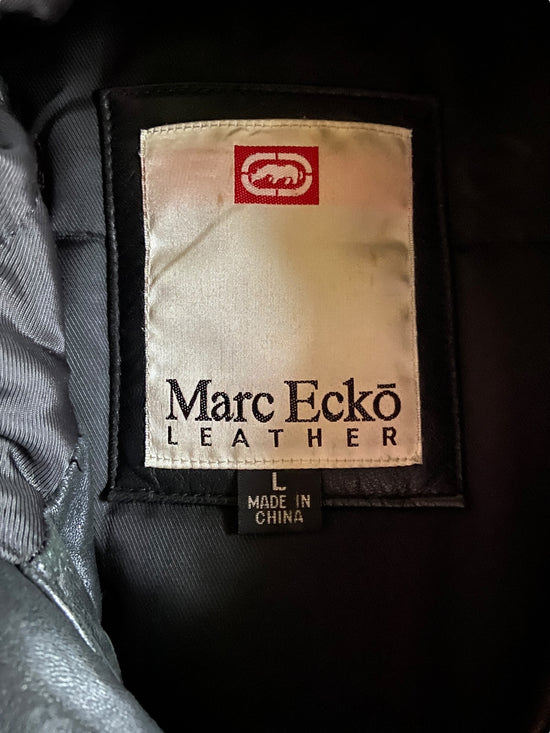 Marc Eckō
LEATHER
L
MADE IN
CHINA